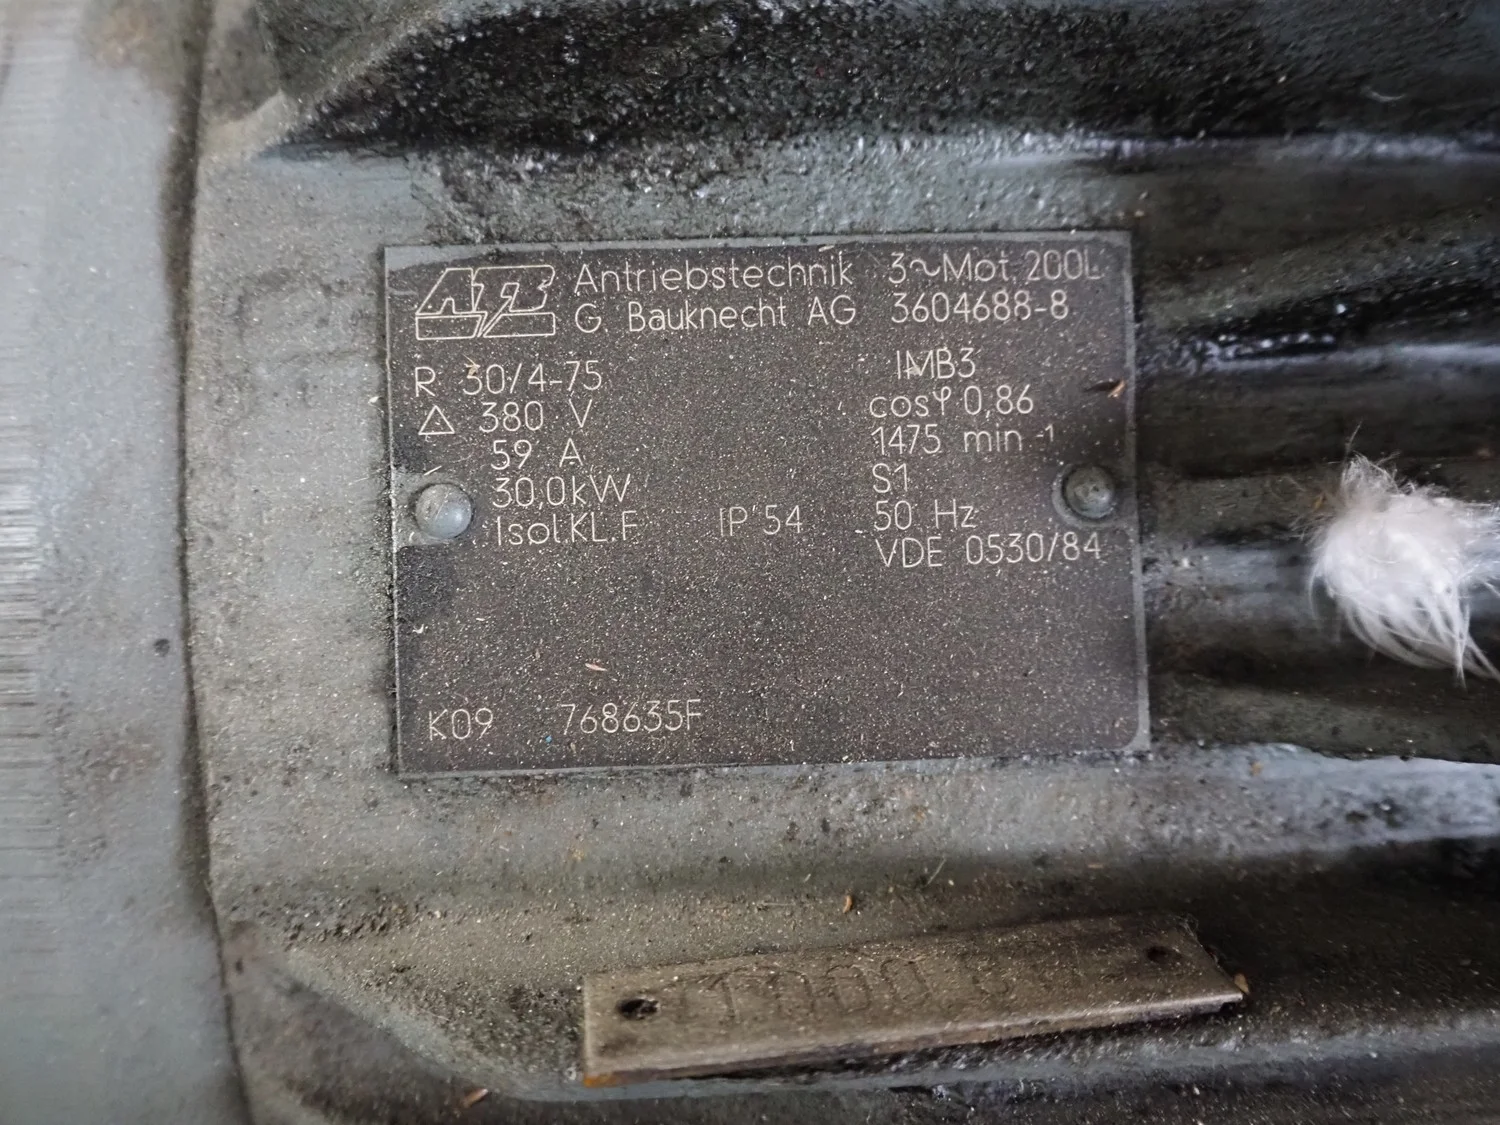 ATB Antriebstechnik 3~Mot. 200L
G. Bauknecht AG 3604688-8
R 30/4-75 IMB3
△ 380 V cosφ 0,86
59 A 1475 min⁻¹
30,0kW S1
Isol.KL.F IP 54 50 Hz
VDE 0530/84
K09 768635F